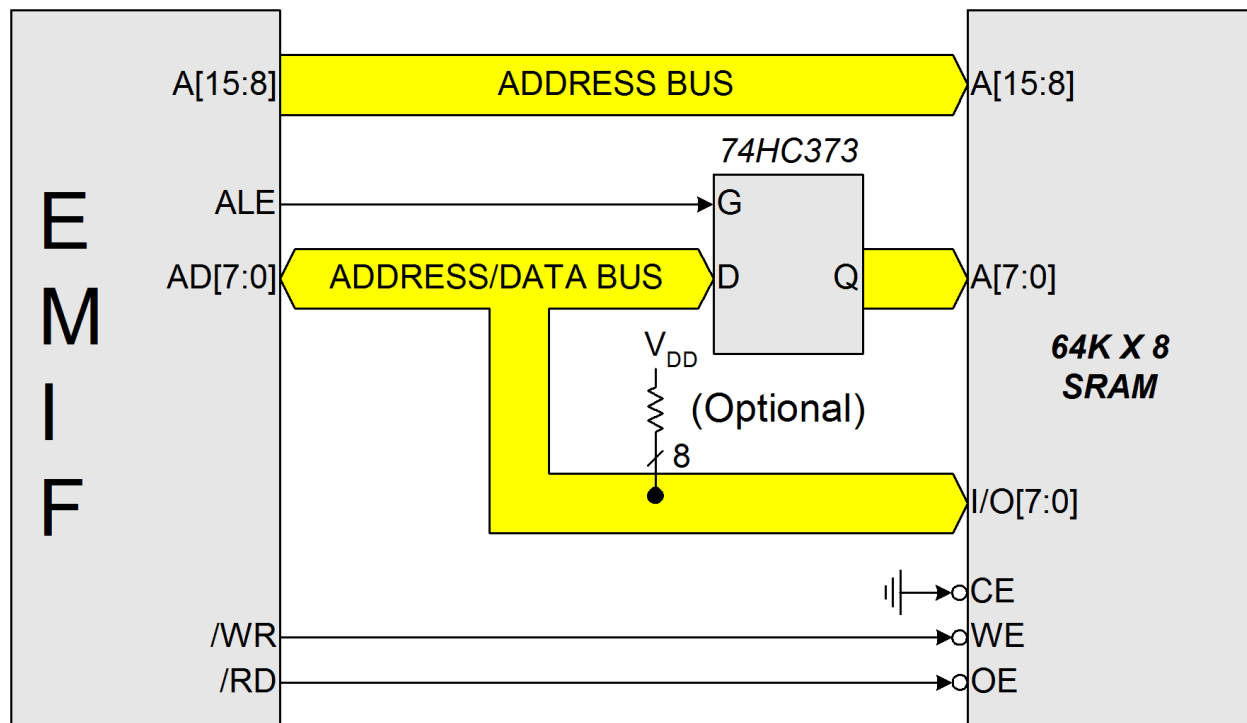 A[15:8]
ADDRESS BUS
A[15:8]
74HC373
ALE
G
AD[7:0]
ADDRESS/DATA BUS
D
Q
A[7:0]
E
M
I
F
VDD
(Optional)
8
64K X 8
SRAM
I/O[7:0]
CE
/WR
WE
/RD
OE